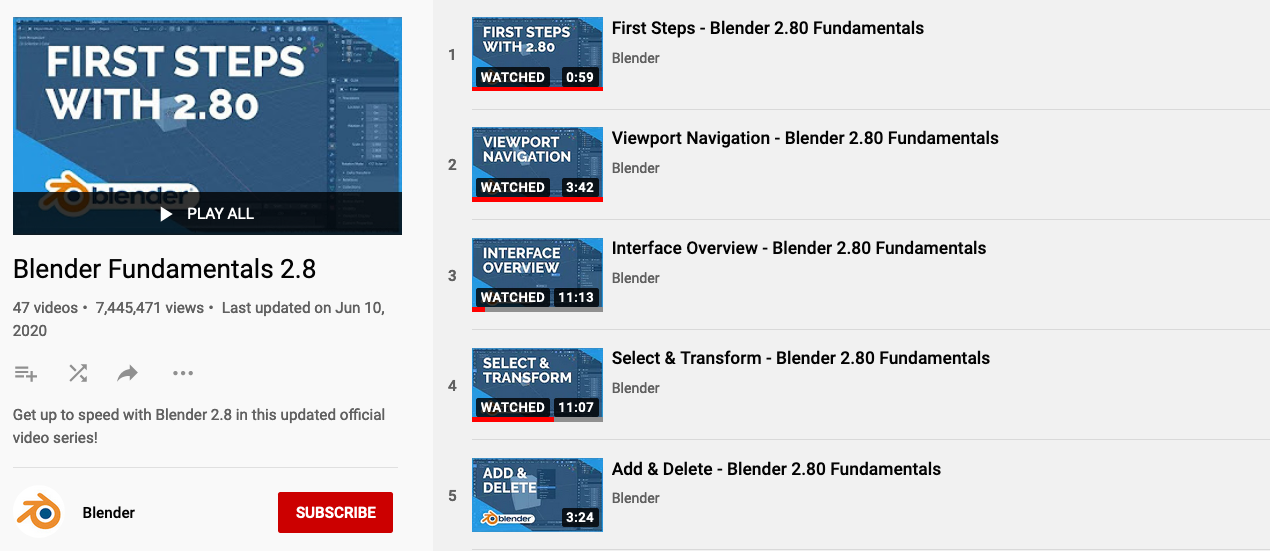 FIRST STEPS
WITH 2.80
blender
PLAY ALL
Blender Fundamentals 2.8
47 videos • 7,445,471 views • Last updated on Jun 10,
2020
Get up to speed with Blender 2.8 in this updated official
video series!
Blender
SUBSCRIBE
1
FIRST STEPS
WITH 2.80
WATCHED
0:59
First Steps - Blender 2.80 Fundamentals
Blender
2
VIEWPORT
NAVIGATION
WATCHED
3:42
Viewport Navigation - Blender 2.80 Fundamentals
Blender
3
INTERFACE
OVERVIEW
WATCHED
11:13
Interface Overview - Blender 2.80 Fundamentals
Blender
4
SELECT &
TRANSFORM
WATCHED
11:07
Select & Transform - Blender 2.80 Fundamentals
Blender
5
ADD &
DELETE
blender
3:24
Add & Delete - Blender 2.80 Fundamentals
Blender